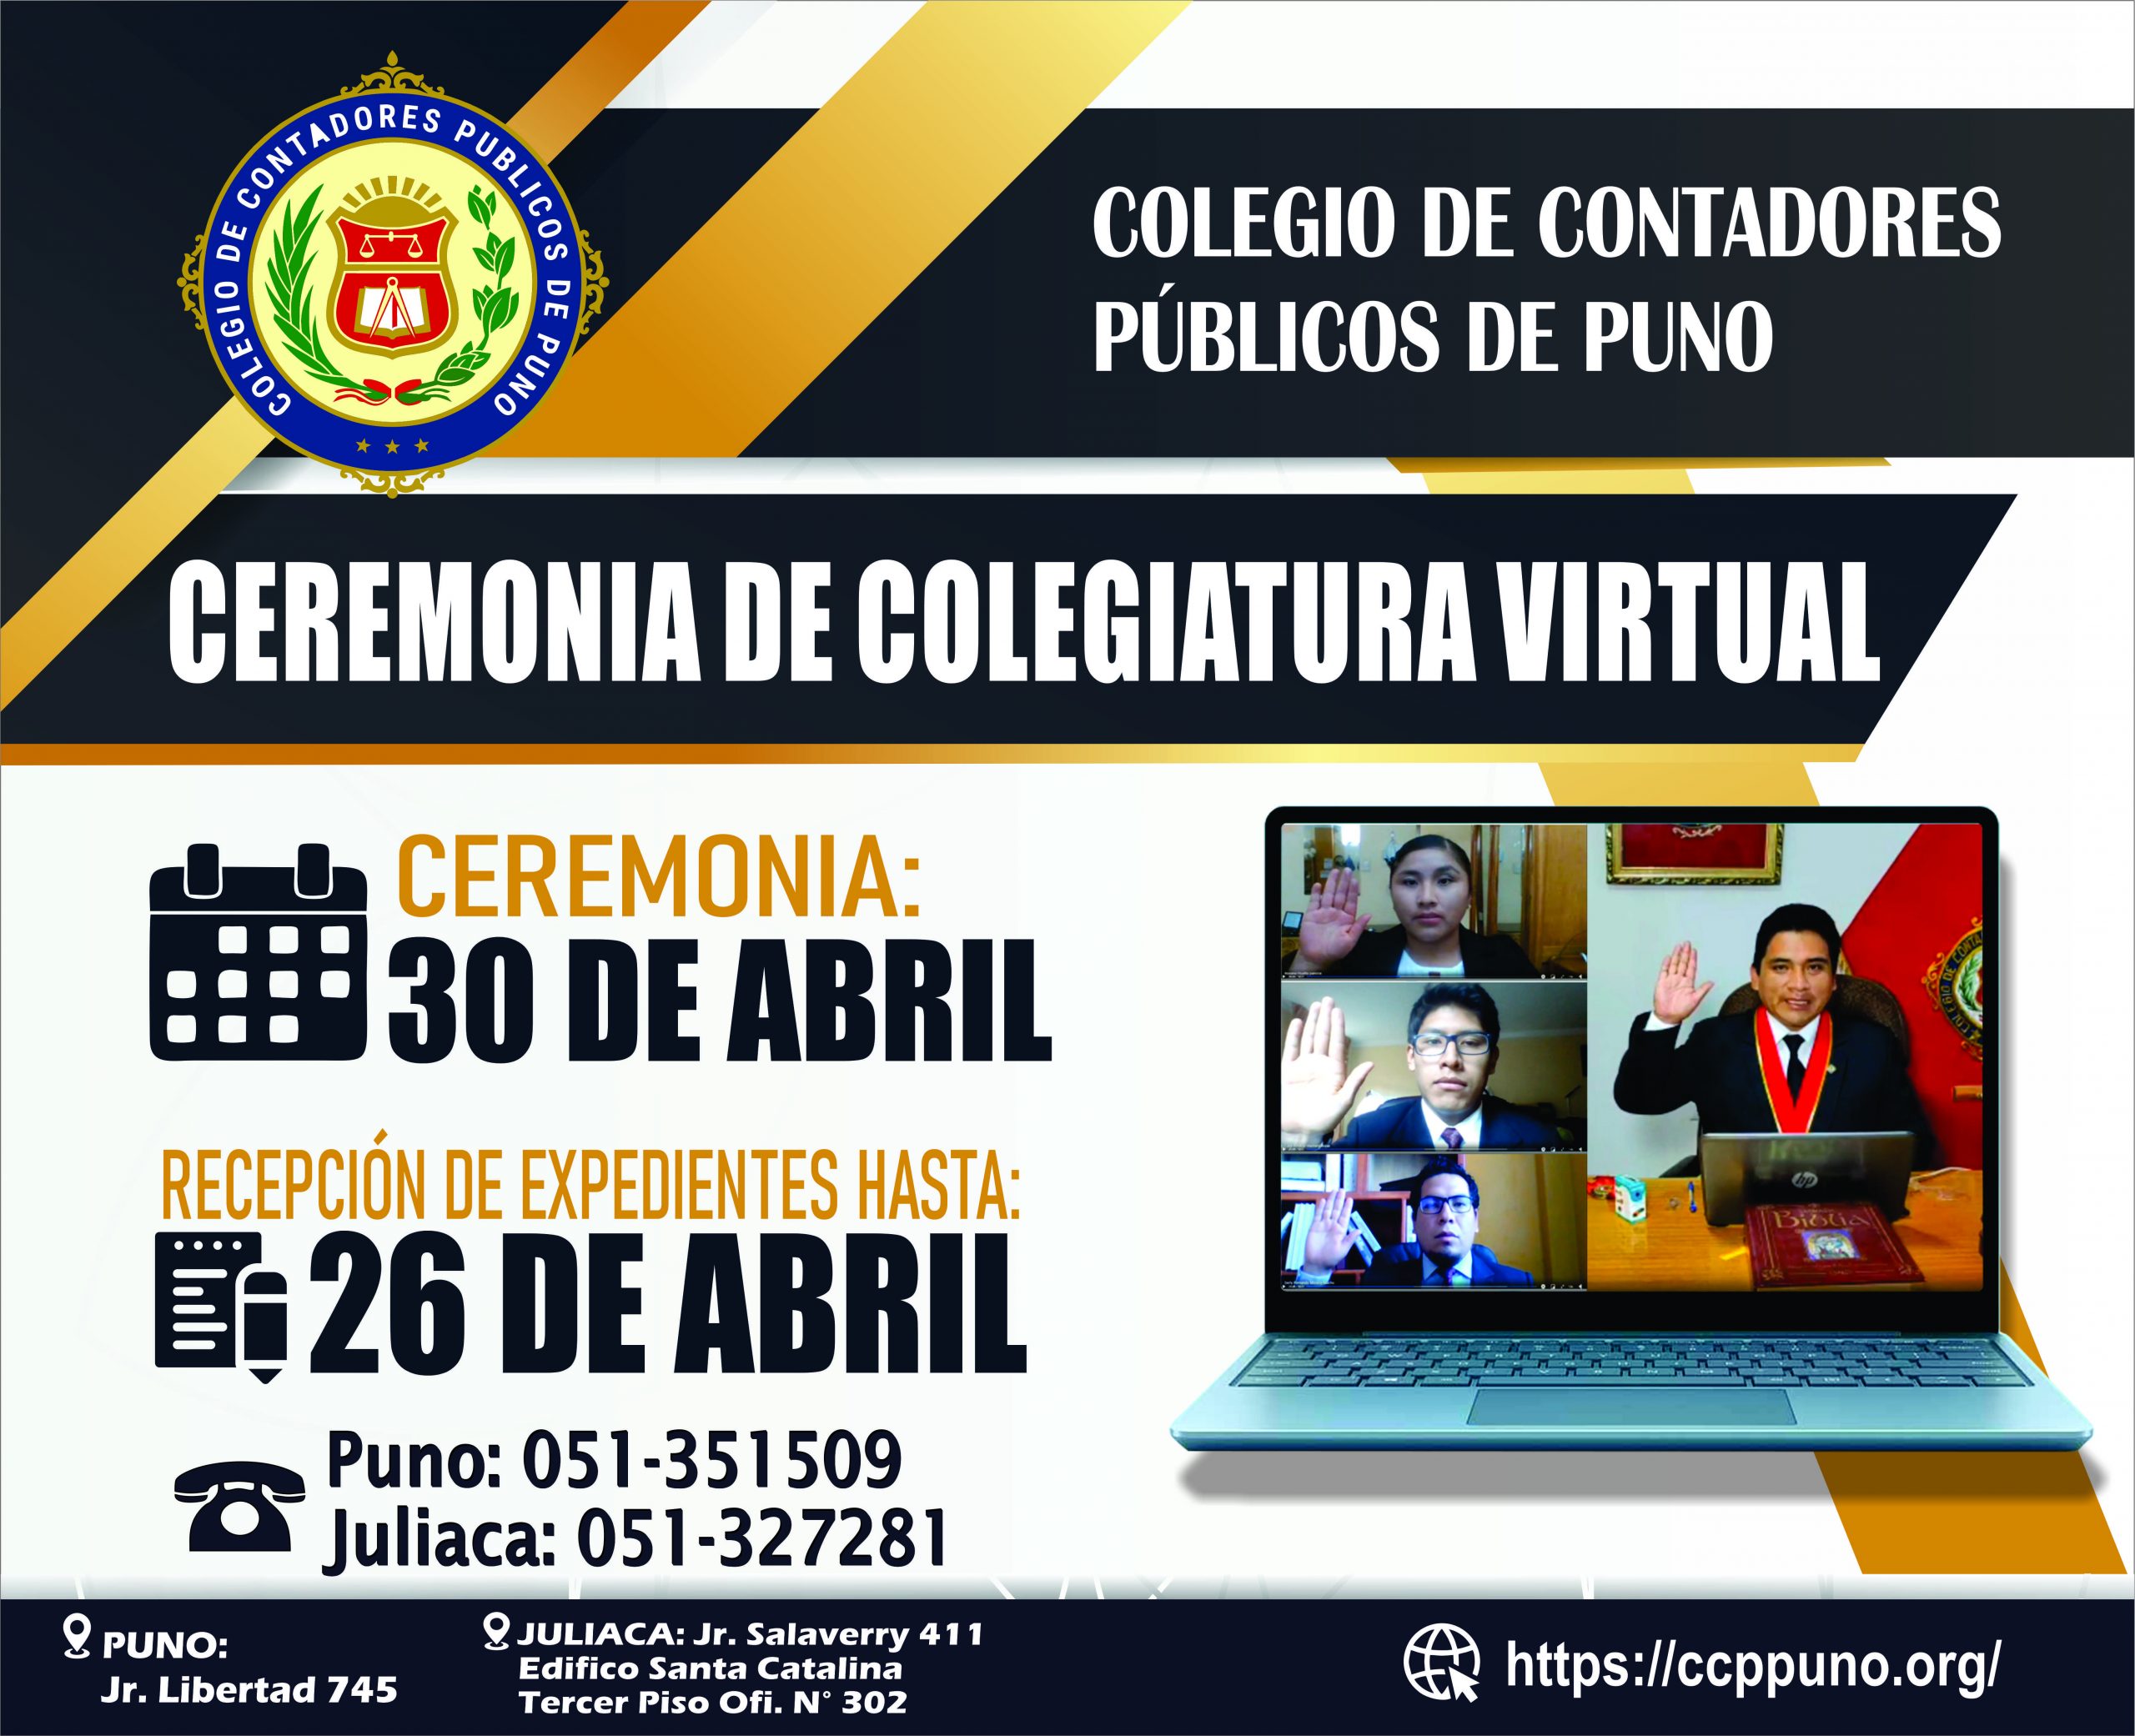 COLEGIO DE CONTADORES PUBLICOS DE PUNO
COLEGIO DE CONTADORES
PÚBLICOS DE PUNO
CEREMONIA DE COLEGIATURA VIRTUAL
CEREMONIA:
30 DE ABRIL
RECEPCIÓN DE EXPEDIENTES HASTA:
26 DE ABRIL
Puno: 051-351509
Juliaca: 051-327281
hp
Biblia
PUNO:
Jr. Libertad 745
JULIACA: Jr. Salaverry 411
Edifico Santa Catalina
Tercer Piso Ofi. N° 302
https://ccppuno.org/